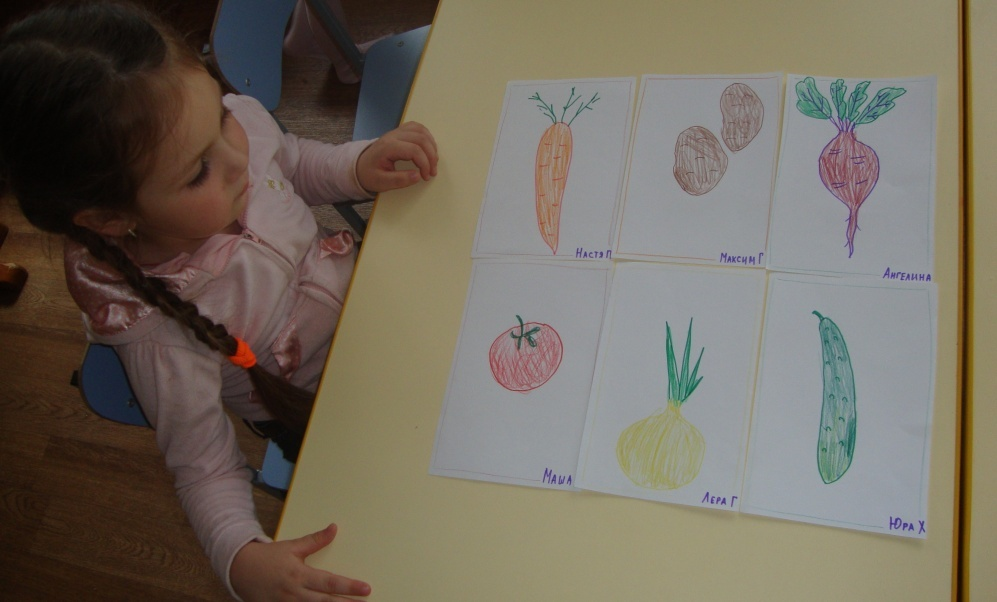 Настя П
Максим Г
Ангелина
Маша
Лера Г
Юра Х